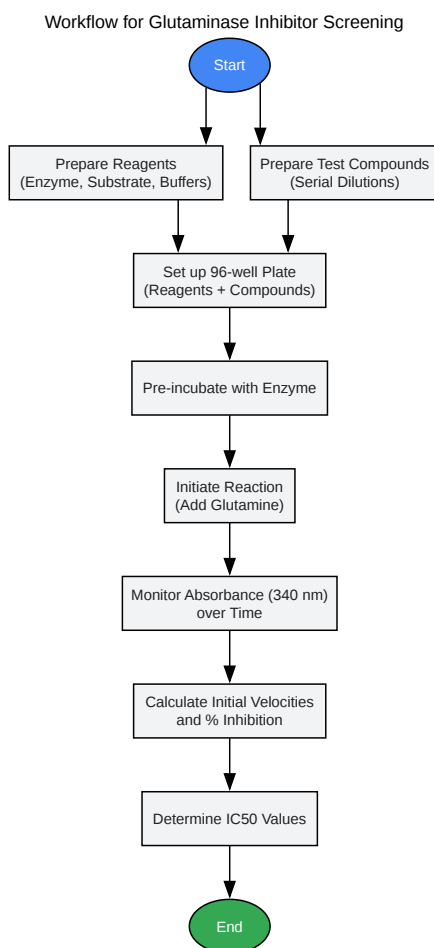 Workflow for Glutaminase Inhibitor Screening
Start
Prepare Reagents
(Enzyme, Substrate, Buffers)
Prepare Test Compounds
(Serial Dilutions)
Set up 96-well Plate
(Reagents + Compounds)
Pre-incubate with Enzyme
Initiate Reaction
(Add Glutamine)
Monitor Absorbance (340 nm)
over Time
Calculate Initial Velocities
and % Inhibition
Determine IC50 Values
End